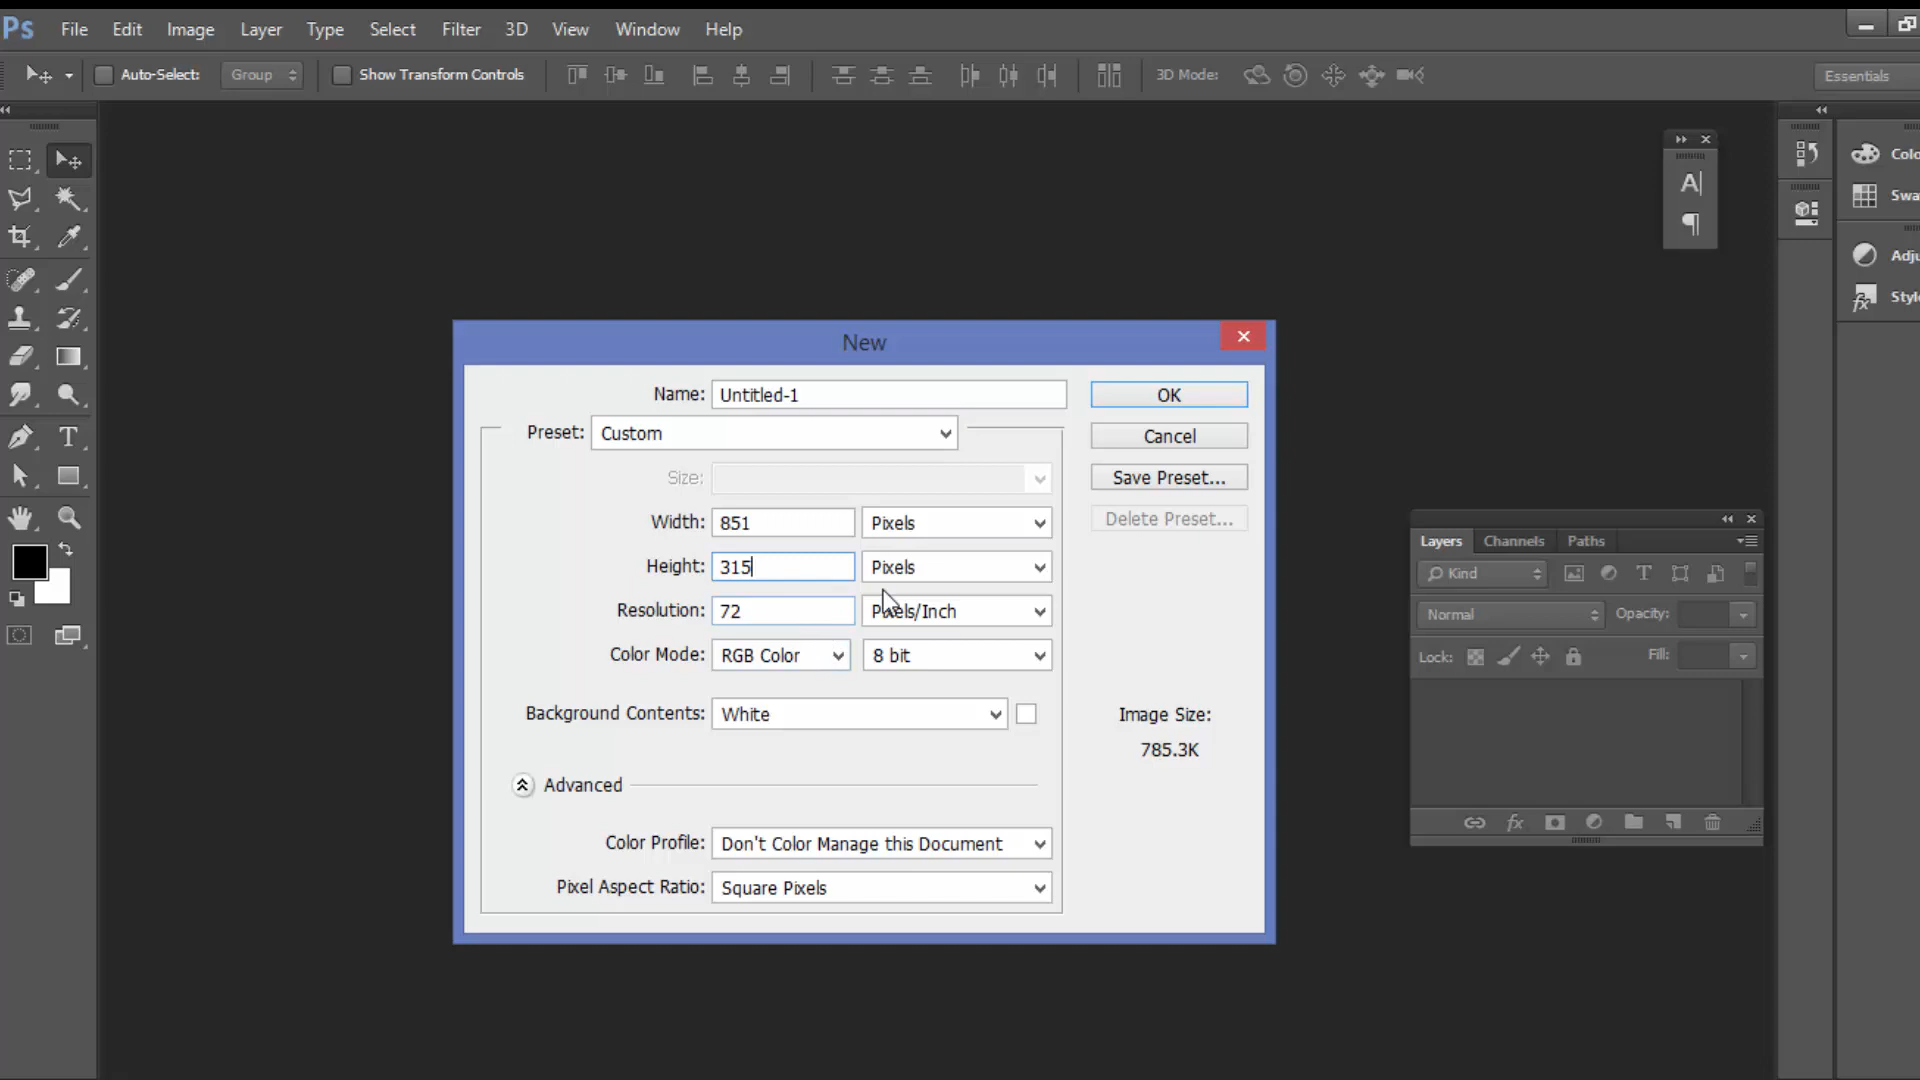 Ps File Edit Image Layer Type Select Filter 3D View Window Help
Auto-Select: Group Show Transform Controls 3D Mode: Essentials
New
Name: Untitled-1 OK
Preset: Custom Cancel
Size: Save Preset...
Width: 851 Pixels Delete Preset...
Height: 315 Pixels
Resolution: 72 Pixels/Inch
Color Mode: RGB Color 8 bit
Background Contents: White
Image Size:
785.3K
Advanced
Color Profile: Don't Color Manage this Document
Pixel Aspect Ratio: Square Pixels
Colo
Swa
Adju
Style
Layers Channels Paths
Kind
Normal Opacity:
Lock: Fill: